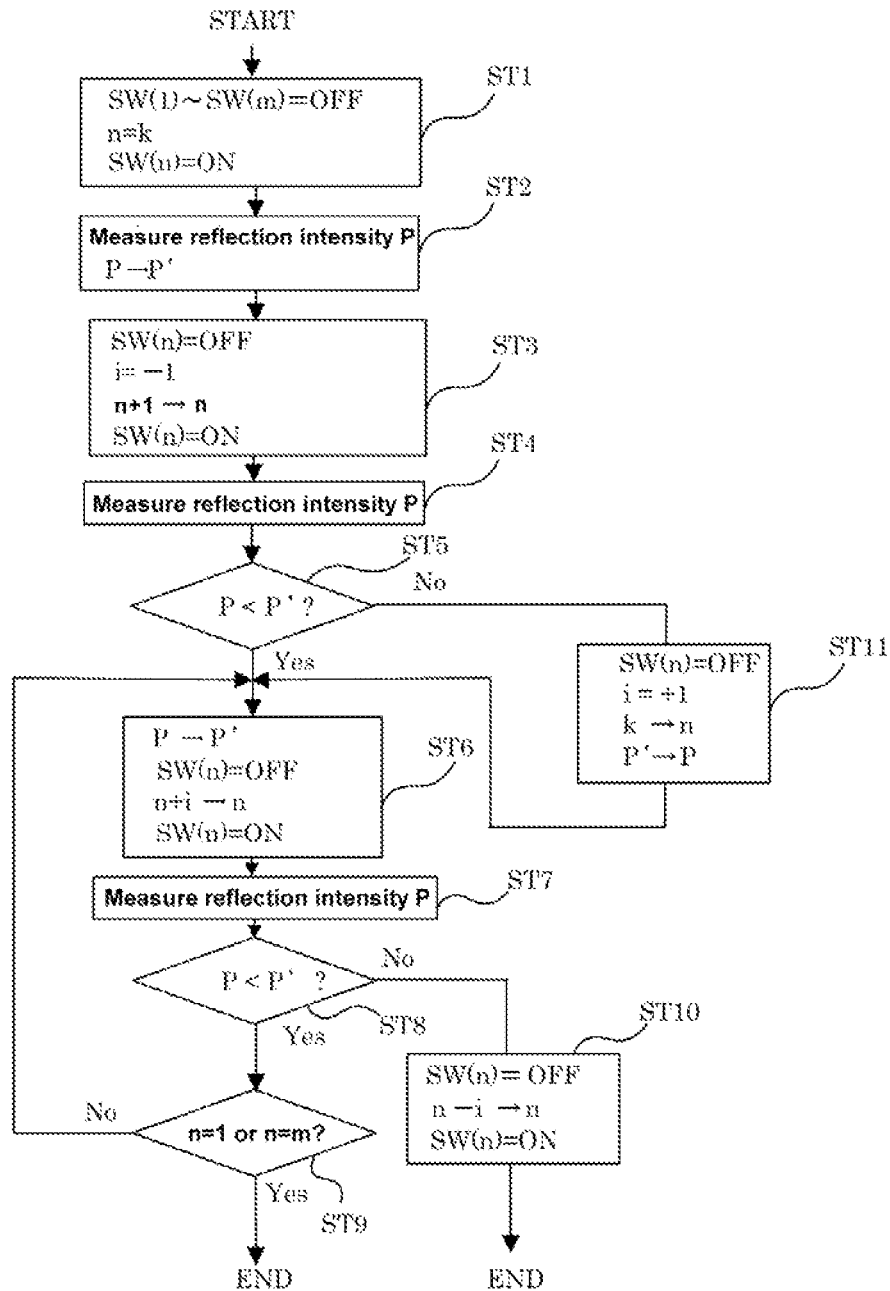 START
ST1
SW(1)~SW(m)=OFF
n=k
SW(n)=ON
ST2
Measure reflection intensity P
P→P'
ST3
SW(n)=OFF
i= −1
n+1 → n
SW(n)=ON
ST4
Measure reflection intensity P
ST5
P < P' ?
No
Yes
ST11
SW(n)=OFF
i = +1
k → n
P'→P
P → P'
SW(n)=OFF
n+i → n
SW(n)=ON
ST6
Measure reflection intensity P
ST7
P < P' ?
No
Yes
ST8
ST10
SW(n)= OFF
n −i → n
SW(n)=ON
No
n=1 or n=m?
Yes
ST9
END
END